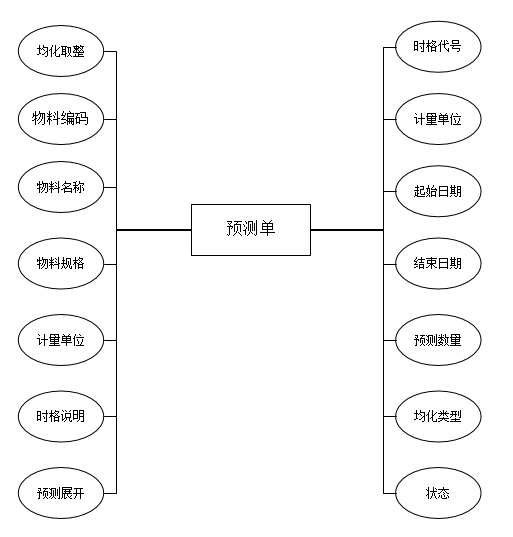 均化取整
物料编码
物料名称
物料规格
计量单位
时格说明
预测展开
预测单
时格代号
计量单位
起始日期
结束日期
预测数量
均化类型
状态